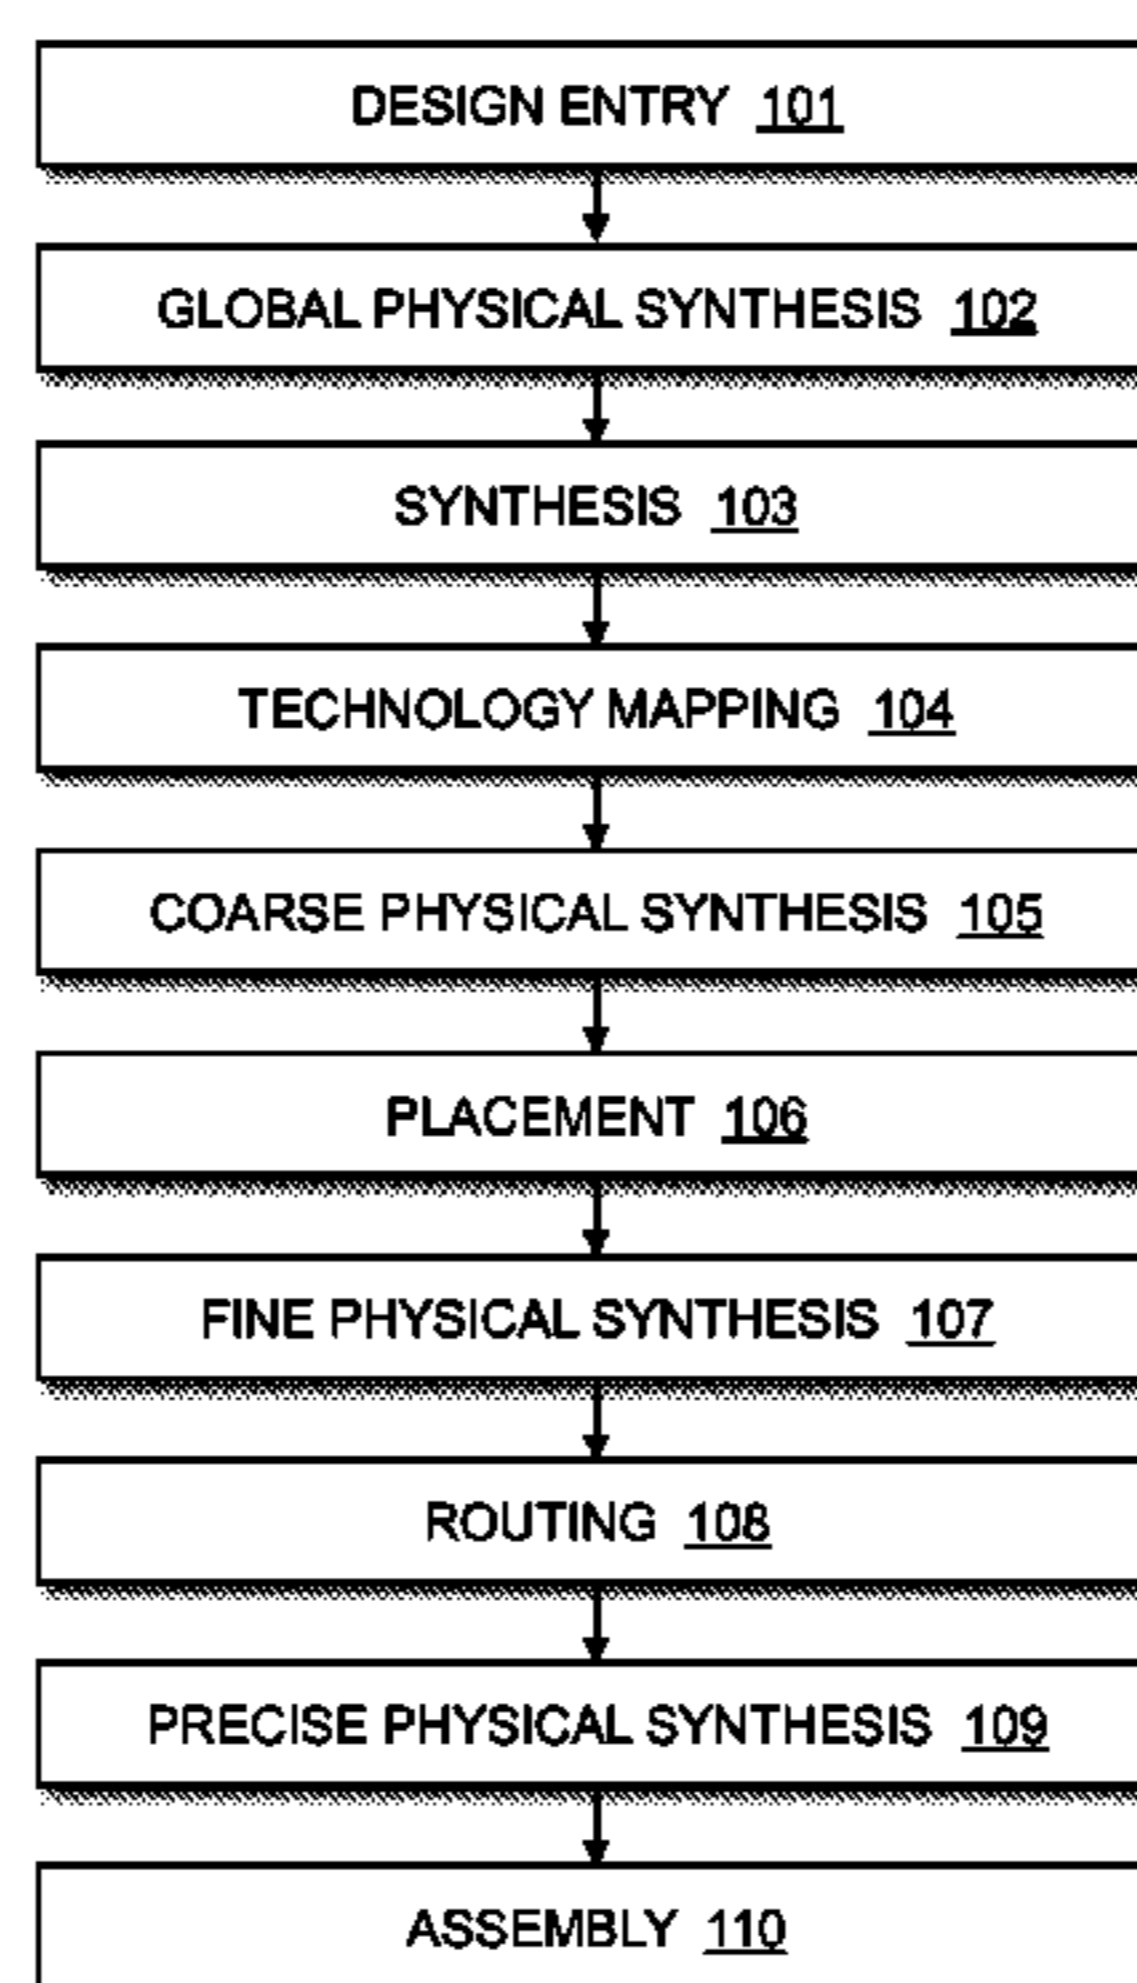 DESIGN ENTRY 101
GLOBAL PHYSICAL SYNTHESIS 102
SYNTHESIS 103
TECHNOLOGY MAPPING 104
COARSE PHYSICAL SYNTHESIS 105
PLACEMENT 106
FINE PHYSICAL SYNTHESIS 107
ROUTING 108
PRECISE PHYSICAL SYNTHESIS 109
ASSEMBLY 110